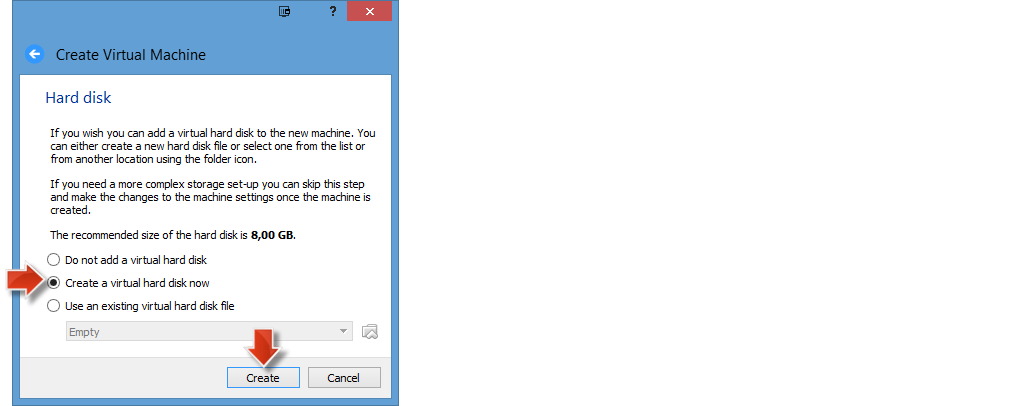 ?
Create Virtual Machine
Hard disk
If you wish you can add a virtual hard disk to the new machine. You
can either create a new hard disk file or select one from the list or
from another location using the folder icon.
If you need a more complex storage set-up you can skip this step
and make the changes to the machine settings once the machine is
created.
The recommended size of the hard disk is 8,00 GB.
Do not add a virtual hard disk
Create a virtual hard disk now
Use an existing virtual hard disk file
Empty
Create Cancel